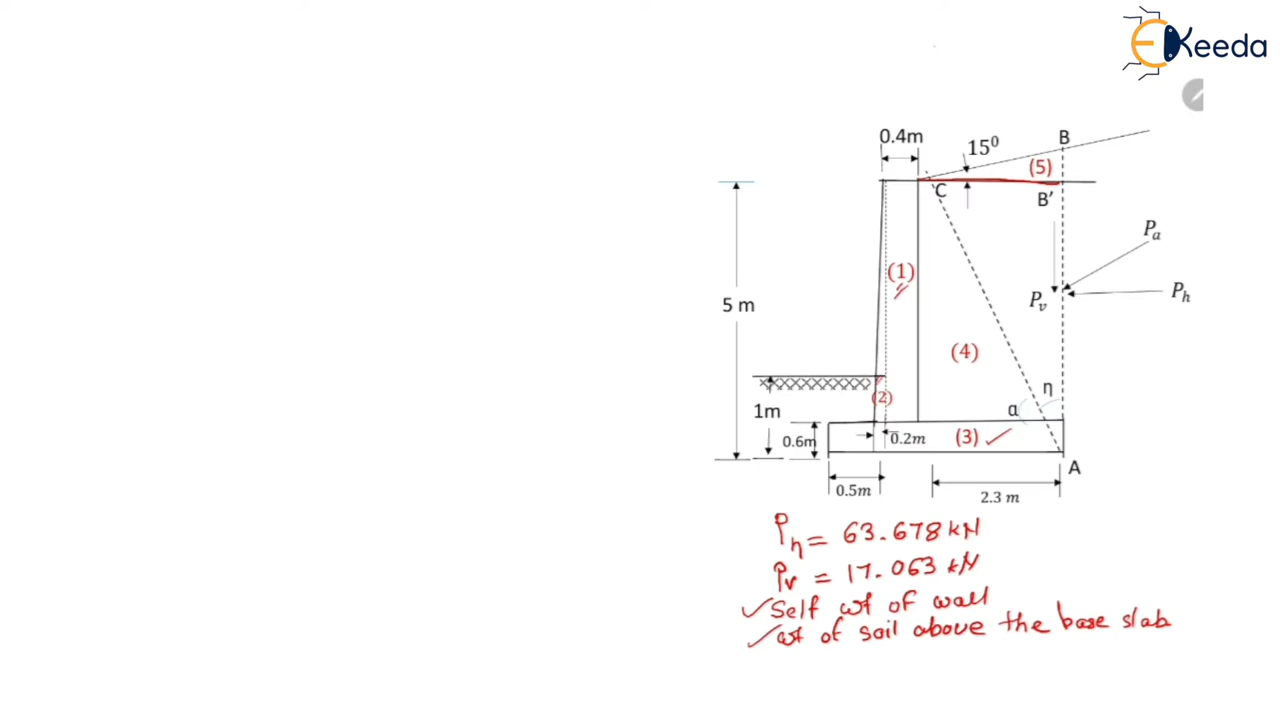 EKeeda
0.4m
15⁰
B
(5)
C
B′
Pₐ
(1)
5 m
Pᵥ
Pₕ
(4)
η
(2)
1m
α
0.6m
0.2m
(3) ✓
A
0.5m
2.3 m
Pₕ = 63.678 kN
Pᵥ = 17.063 kN
✓ Self wt of wall
✓ wt of soil above the base slab